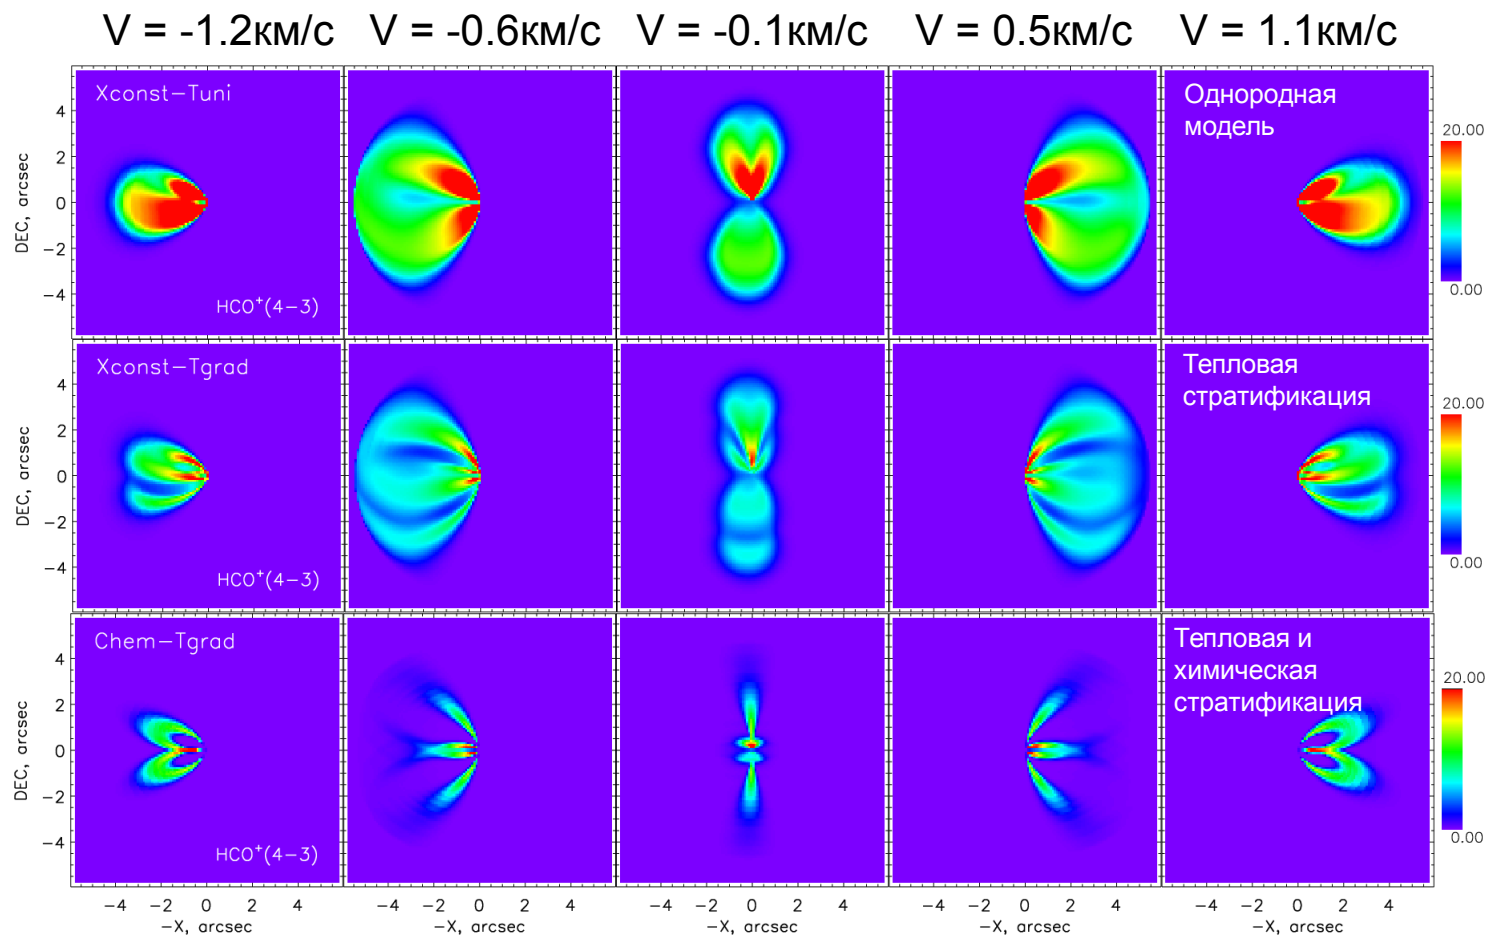 V = -1.2км/с V = -0.6км/с V = -0.1км/с V = 0.5км/с V = 1.1км/с
Xconst-Tuni
Однородная
модель
DEC, arcsec
4
2
0
-2
-4
HCO⁺(4-3)
20.00
0.00
Xconst-Tgrad
Тепловая
стратификация
DEC, arcsec
4
2
0
-2
-4
HCO⁺(4-3)
20.00
0.00
Chem-Tgrad
Тепловая и
химическая
стратификация
DEC, arcsec
4
2
0
-2
-4
HCO⁺(4-3)
20.00
0.00
-4 -2 0 2 4 -4 -2 0 2 4 -4 -2 0 2 4 -4 -2 0 2 4 -4 -2 0 2 4
-X, arcsec -X, arcsec -X, arcsec -X, arcsec -X, arcsec